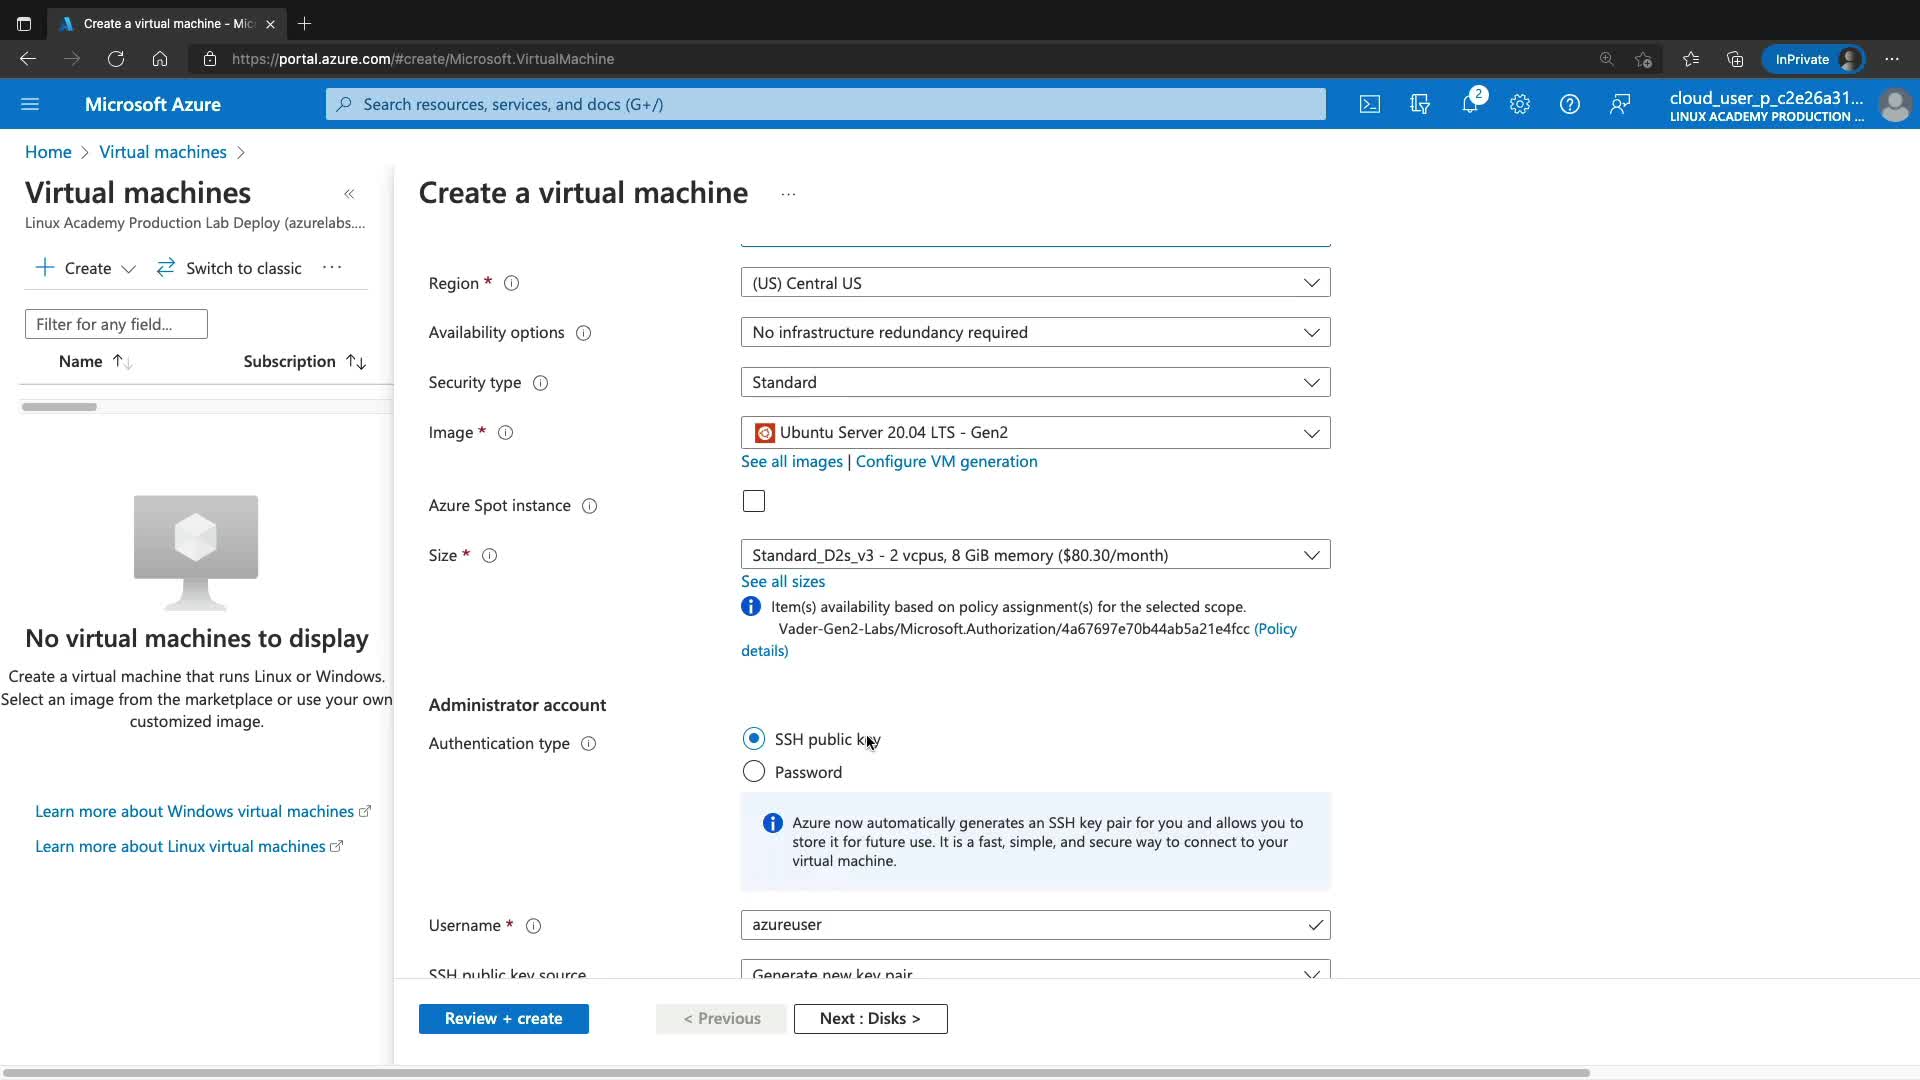 Create a virtual machine - Mic
https://portal.azure.com/#create/Microsoft.VirtualMachine
InPrivate
Microsoft Azure
Search resources, services, and docs (G+/)
2
cloud_user_p_c2e26a31...
LINUX ACADEMY PRODUCTION ...
Home > Virtual machines >
Virtual machines
Linux Academy Production Lab Deploy (azurelabs....
Create
Switch to classic
Filter for any field...
Name
Subscription
No virtual machines to display
Create a virtual machine that runs Linux or Windows.
Select an image from the marketplace or use your own
customized image.
Learn more about Windows virtual machines
Learn more about Linux virtual machines
Create a virtual machine
Region *
(US) Central US
Availability options
No infrastructure redundancy required
Security type
Standard
Image *
Ubuntu Server 20.04 LTS - Gen2
See all images | Configure VM generation
Azure Spot instance
Size *
Standard_D2s_v3 - 2 vcpus, 8 GiB memory ($80.30/month)
See all sizes
Item(s) availability based on policy assignment(s) for the selected scope.
Vader-Gen2-Labs/Microsoft.Authorization/4a67697e70b44ab5a21e4fcc (Policy
details)
Administrator account
Authentication type
SSH public key
Password
Azure now automatically generates an SSH key pair for you and allows you to
store it for future use. It is a fast, simple, and secure way to connect to your
virtual machine.
Username *
azureuser
SSH public key source
Generate new key pair
Review + create
< Previous
Next : Disks >